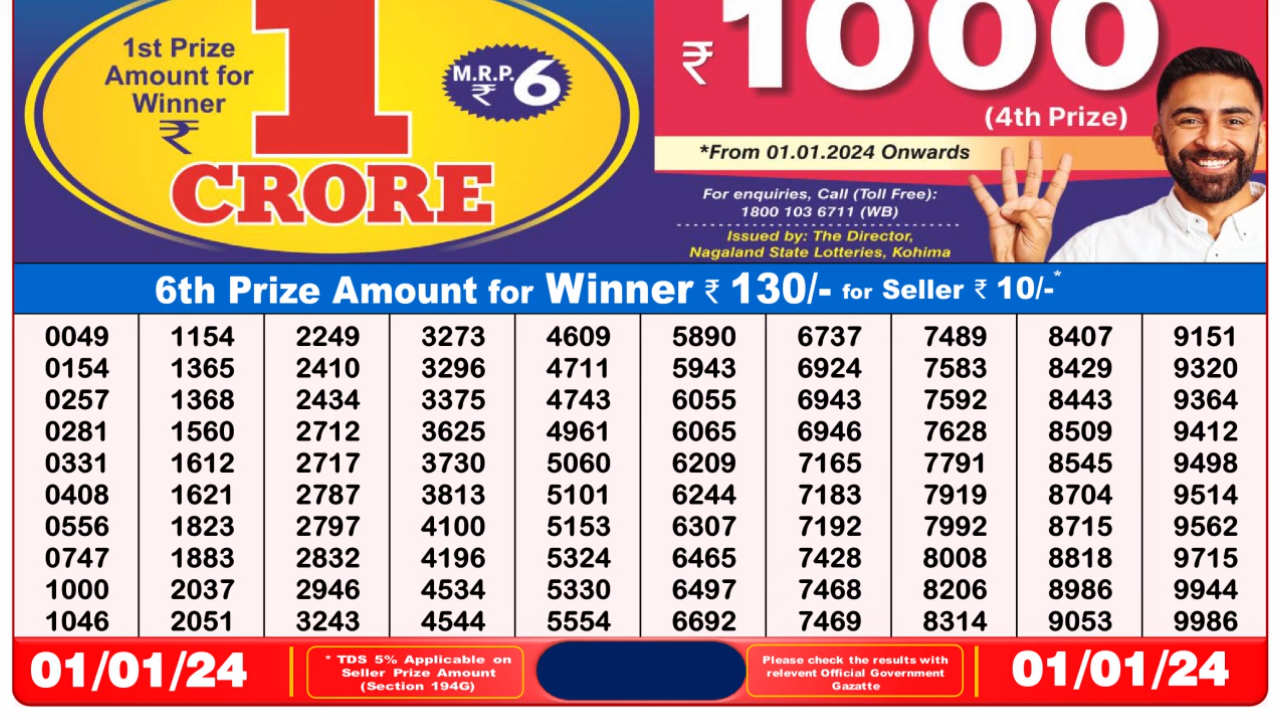 1st Prize
Amount for
Winner
₹
1
CRORE
M.R.P.
₹ 6
₹1000
(4th Prize)
*From 01.01.2024 Onwards
For enquiries, Call (Toll Free):
1800 103 6711 (WB)
Issued by: The Director,
Nagaland State Lotteries, Kohima
6th Prize Amount for Winner ₹ 130/- for Seller ₹ 10/-*
0049 1154 2249 3273 4609 5890 6737 7489 8407 9151
0154 1365 2410 3296 4711 5943 6924 7583 8429 9320
0257 1368 2434 3375 4743 6055 6943 7592 8443 9364
0281 1560 2712 3625 4961 6065 6946 7628 8509 9412
0331 1612 2717 3730 5060 6209 7165 7791 8545 9498
0408 1621 2787 3813 5101 6244 7183 7919 8704 9514
0556 1823 2797 4100 5153 6307 7192 7992 8715 9562
0747 1883 2832 4196 5324 6465 7428 8008 8818 9715
1000 2037 2946 4534 5330 6497 7468 8206 8986 9944
1046 2051 3243 4544 5554 6692 7469 8314 9053 9986
01/01/24
* TDS 5% Applicable on
Seller Prize Amount
(Section 194G)
Please check the results with
relevent Official Government
Gazatte
01/01/24